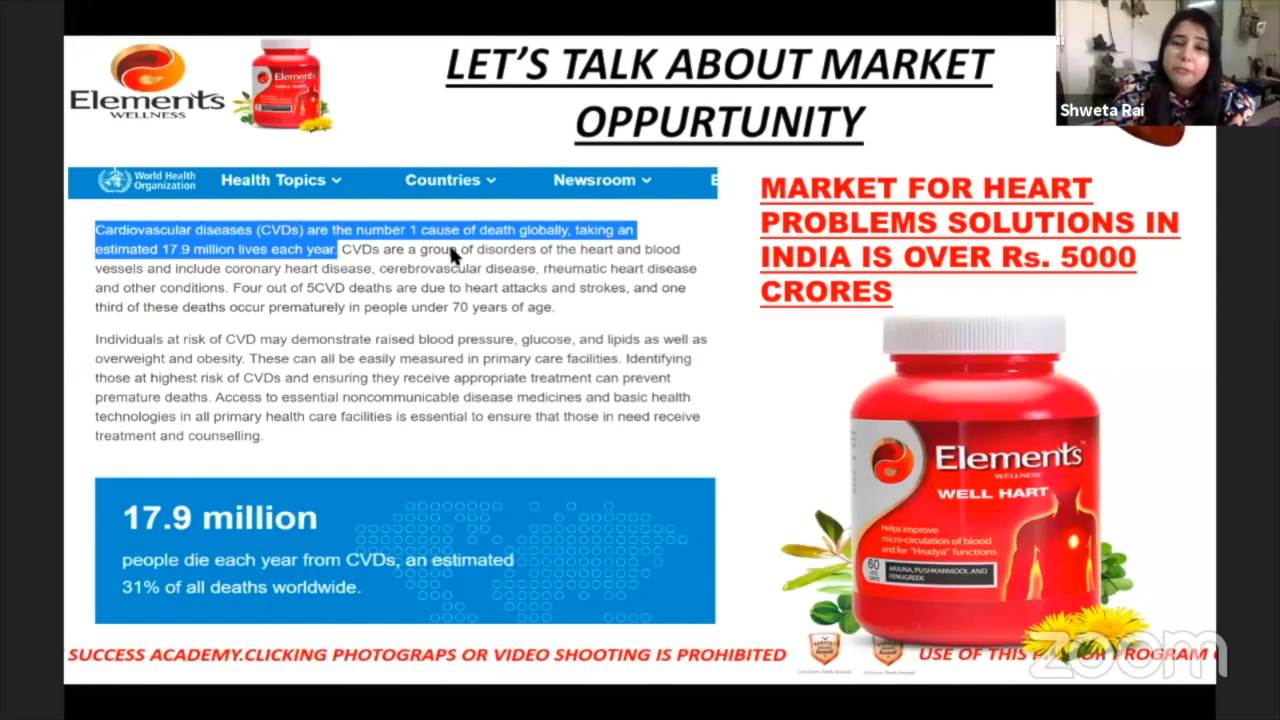 Elements
WELLNESS
Elements
WELL HART
LET'S TALK ABOUT MARKET
OPPURTUNITY
Shweta Rai
World Health
Organization
Health Topics
Countries
Newsroom
Cardiovascular diseases (CVDs) are the number 1 cause of death globally, taking an
estimated 17.9 million lives each year. CVDs are a group of disorders of the heart and blood
vessels and include coronary heart disease, cerebrovascular disease, rheumatic heart disease
and other conditions. Four out of 5CVD deaths are due to heart attacks and strokes, and one
third of these deaths occur prematurely in people under 70 years of age.
Individuals at risk of CVD may demonstrate raised blood pressure, glucose, and lipids as well as
overweight and obesity. These can all be easily measured in primary care facilities. Identifying
those at highest risk of CVDs and ensuring they receive appropriate treatment can prevent
premature deaths. Access to essential noncommunicable disease medicines and basic health
technologies in all primary health care facilities is essential to ensure that those in need receive
treatment and counselling.
17.9 million
people die each year from CVDs, an estimated
31% of all deaths worldwide.
MARKET FOR HEART
PROBLEMS SOLUTIONS IN
INDIA IS OVER Rs. 5000
CRORES
Elements
WELLNESS
WELL HART
Helps improve
micro-circulation of blood
and for "Hrudya" functions
60
VEG
CAPS
ARJUNA, PUSHKARMOOL AND
FENUGREEK
SUCCESS ACADEMY.CLICKING PHOTOGRAPS OR VIDEO SHOOTING IS PROHIBITED
USE OF THIS
zoom